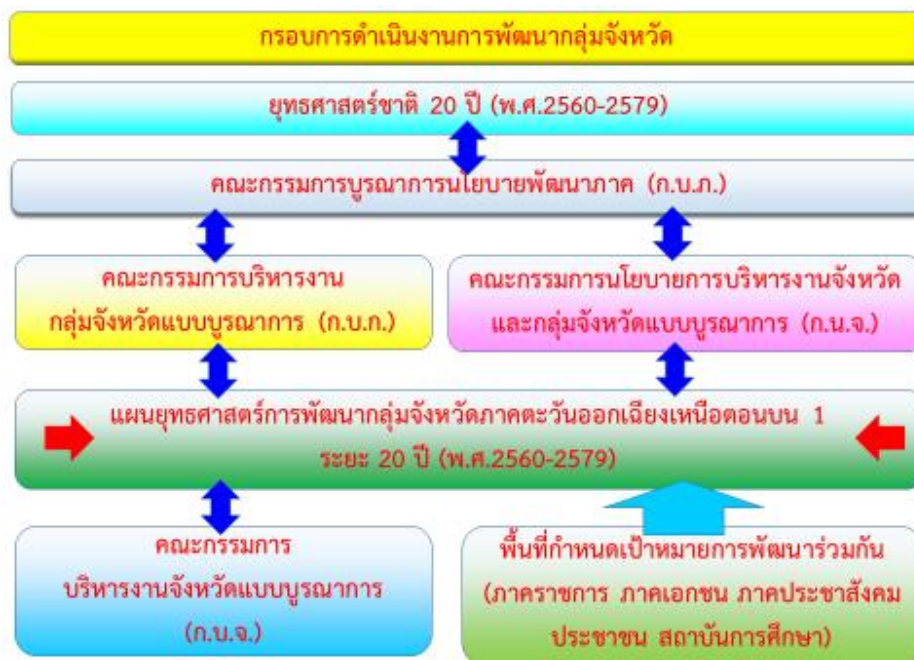 กรอบการดำเนินงานการพัฒนากลุ่มจังหวัด
ยุทธศาสตร์ชาติ 20 ปี (พ.ศ.2560-2579)
คณะกรรมการบูรณาการนโยบายพัฒนาภาค (ก.บ.ภ.)
คณะกรรมการบริหารงาน
กลุ่มจังหวัดแบบบูรณาการ (ก.บ.ก.)
คณะกรรมการนโยบายการบริหารงานจังหวัด
และกลุ่มจังหวัดแบบบูรณาการ (ก.น.จ.)
แผนยุทธศาสตร์การพัฒนากลุ่มจังหวัดภาคตะวันออกเฉียงเหนือตอนบน 1
ระยะ 20 ปี (พ.ศ.2560-2579)
คณะกรรมการ
บริหารงานจังหวัดแบบบูรณาการ
(ก.บ.จ.)
พื้นที่กำหนดเป้าหมายการพัฒนาร่วมกัน
(ภาคราชการ ภาคเอกชน ภาคประชาสังคม
ประชาชน สถาบันการศึกษา)